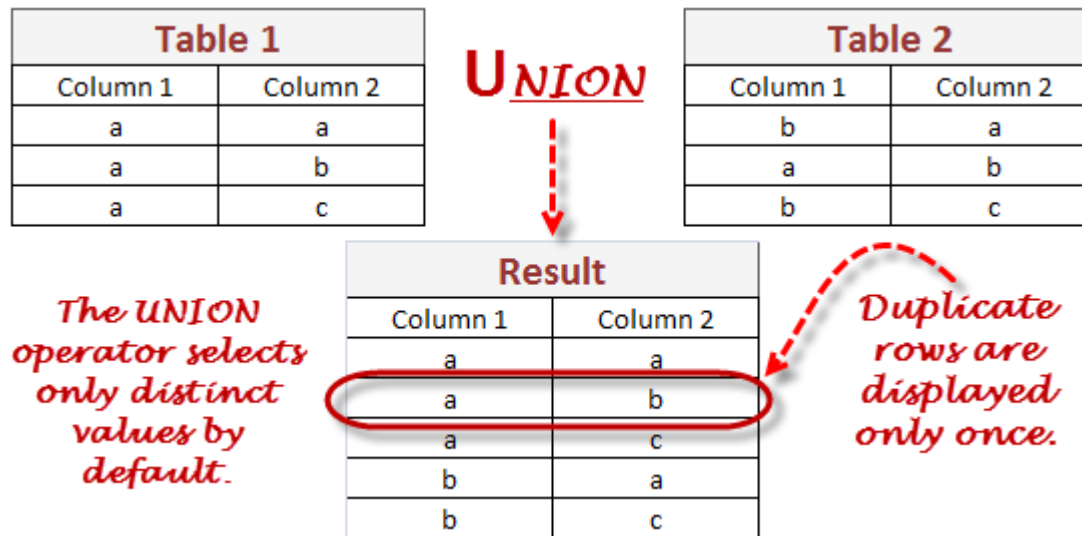 Table 1
Column 1 Column 2
a a
a b
a c
UNION
Table 2
Column 1 Column 2
b a
a b
b c
Result
Column 1 Column 2
a a
a b
a c
b a
b c
The UNION
operator selects
only distinct
values by
default.
Duplicate
rows are
displayed
only once.